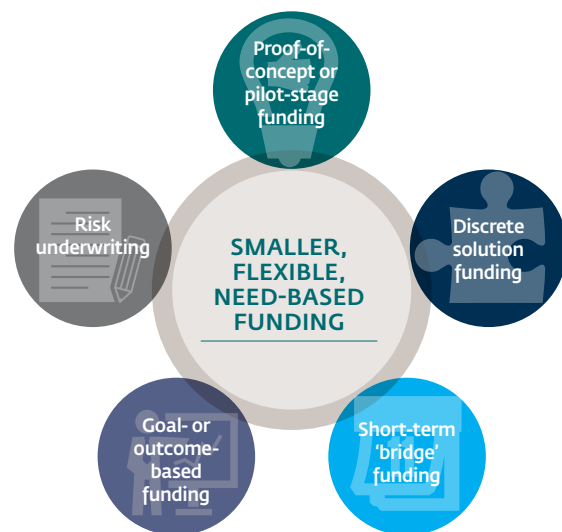 Proof-of-
concept or
pilot-stage
funding
Risk
underwriting
SMALLER,
FLEXIBLE,
NEED-BASED
FUNDING
Discrete
solution
funding
Goal- or
outcome-
based
funding
Short-term
‘bridge’
funding